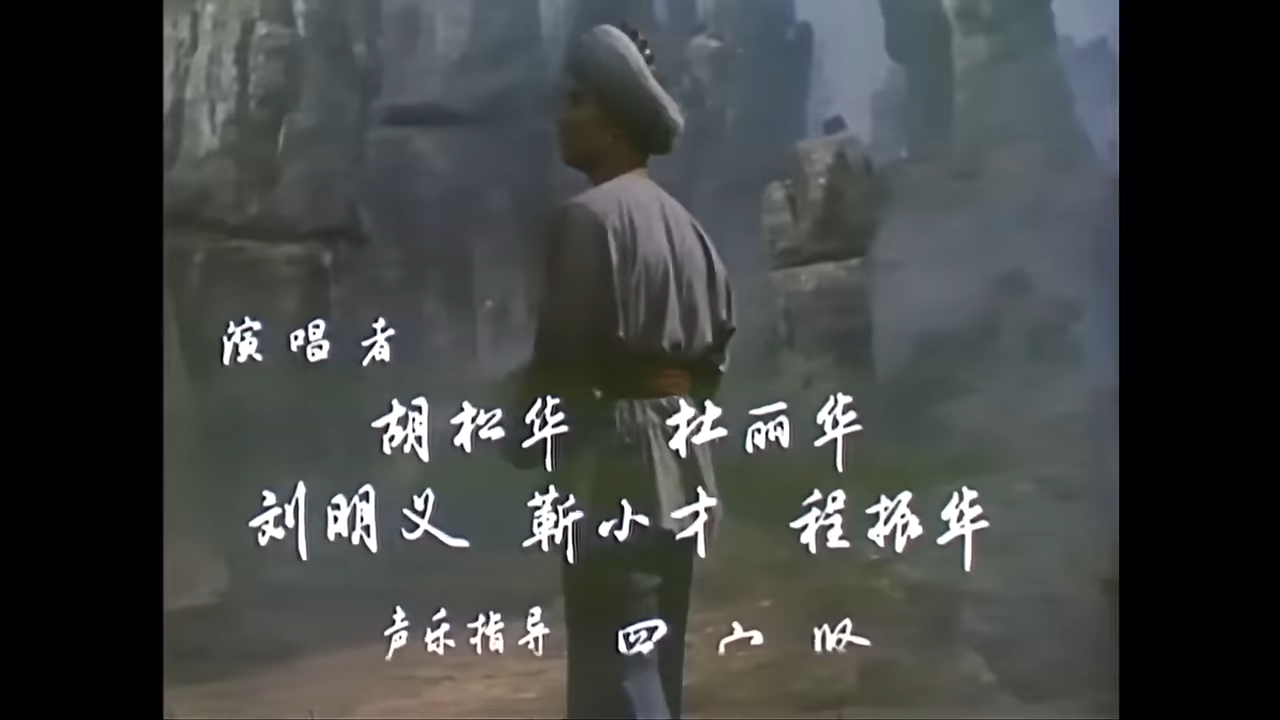 演唱者
胡松华 杜丽华
刘明义 靳小才 程振华
声乐指导 四